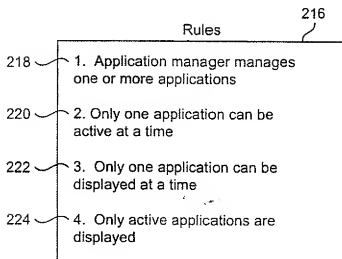 Rules
216
218
1. Application manager manages
one or more applications
220
2. Only one application can be
active at a time
222
3. Only one application can be
displayed at a time
224
4. Only active applications are
displayed